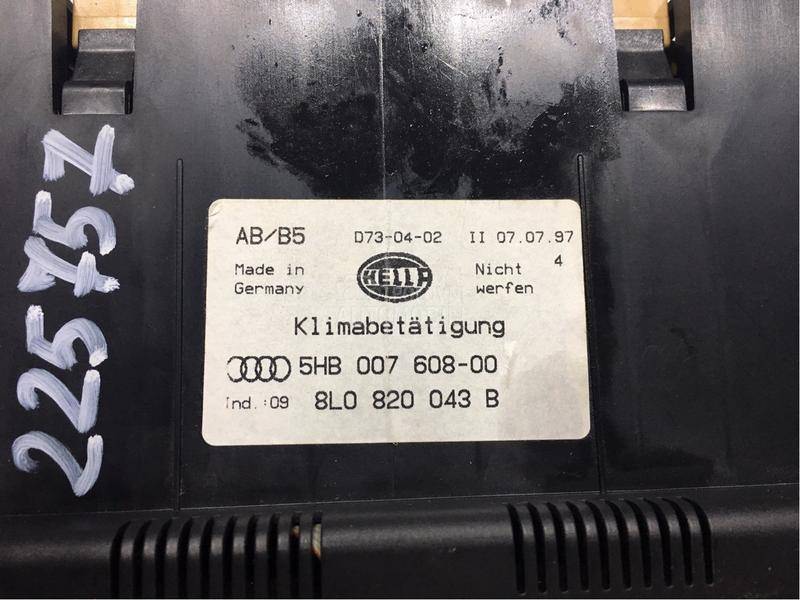 225157
AB/B5 D73-04-02 II 07.07.97
4
Made in
Germany
HELLA
Nicht
werfen
Klimabetätigung
5HB 007 608-00
Ind.:09 8L0 820 043 B